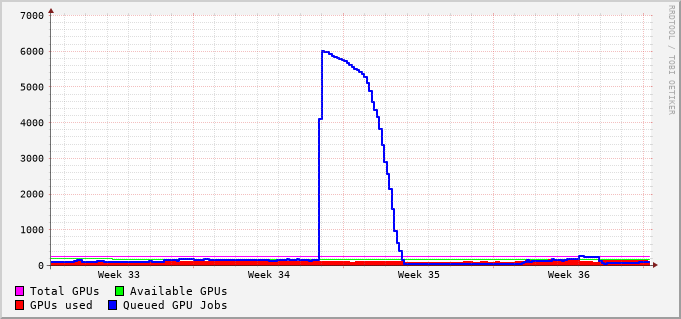 7000
6000
5000
4000
3000
2000
1000
0
Week 33 Week 34 Week 35 Week 36
Total GPUs Available GPUs
GPUs used Queued GPU Jobs
RRDTOOL / TOBI OETIKER